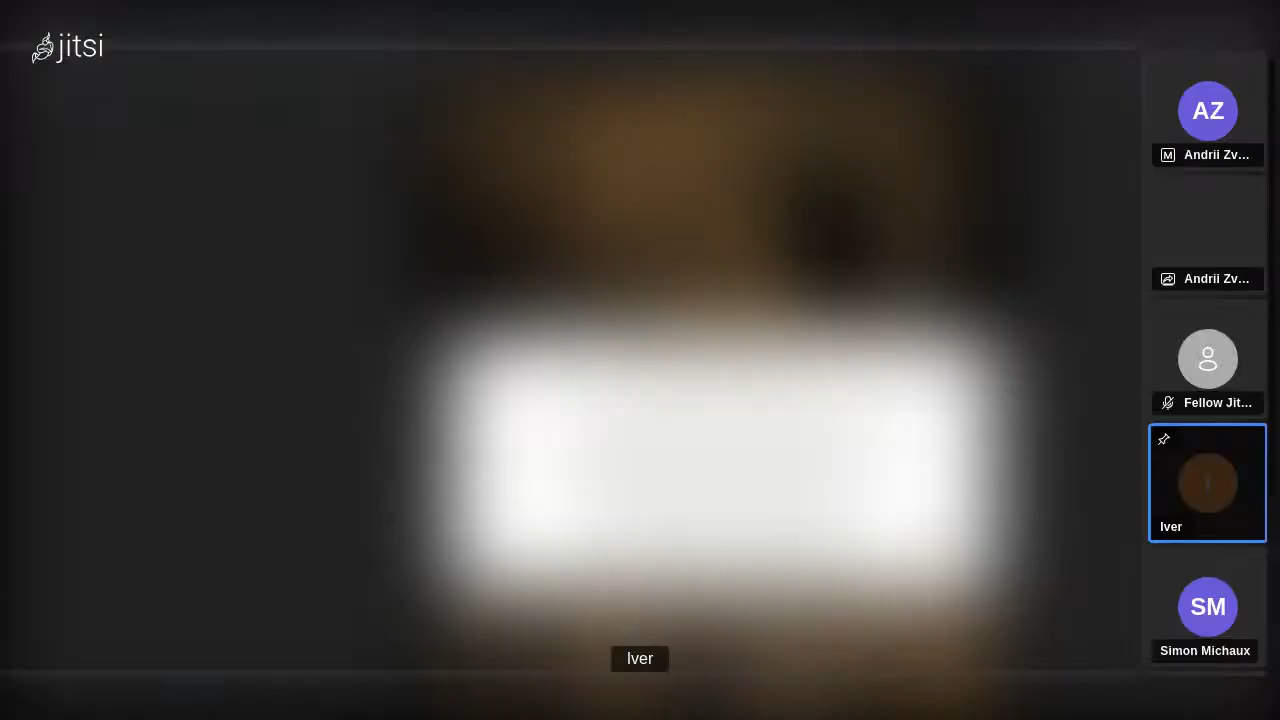 jitsi
AZ
M Andrii Zv...
Andrii Zv...
Fellow Jit...
Iver
SM
Simon Michaux
Iver